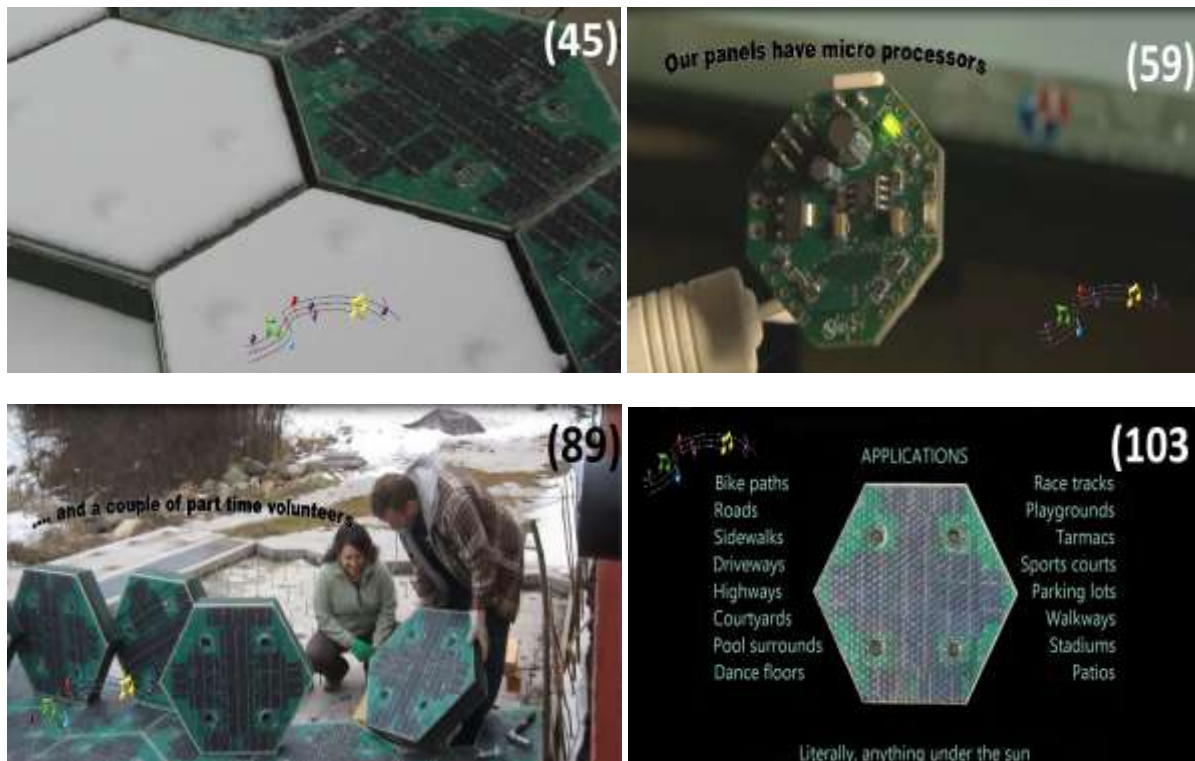 (45)
Our panels have micro processors
(59)
(89)
.... and a couple of part time volunteers
(103
APPLICATIONS
Bike paths
Roads
Sidewalks
Driveways
Highways
Courtyards
Pool surrounds
Dance floors
Race tracks
Playgrounds
Tarmacs
Sports courts
Parking lots
Walkways
Stadiums
Patios
Literally, anything under the sun